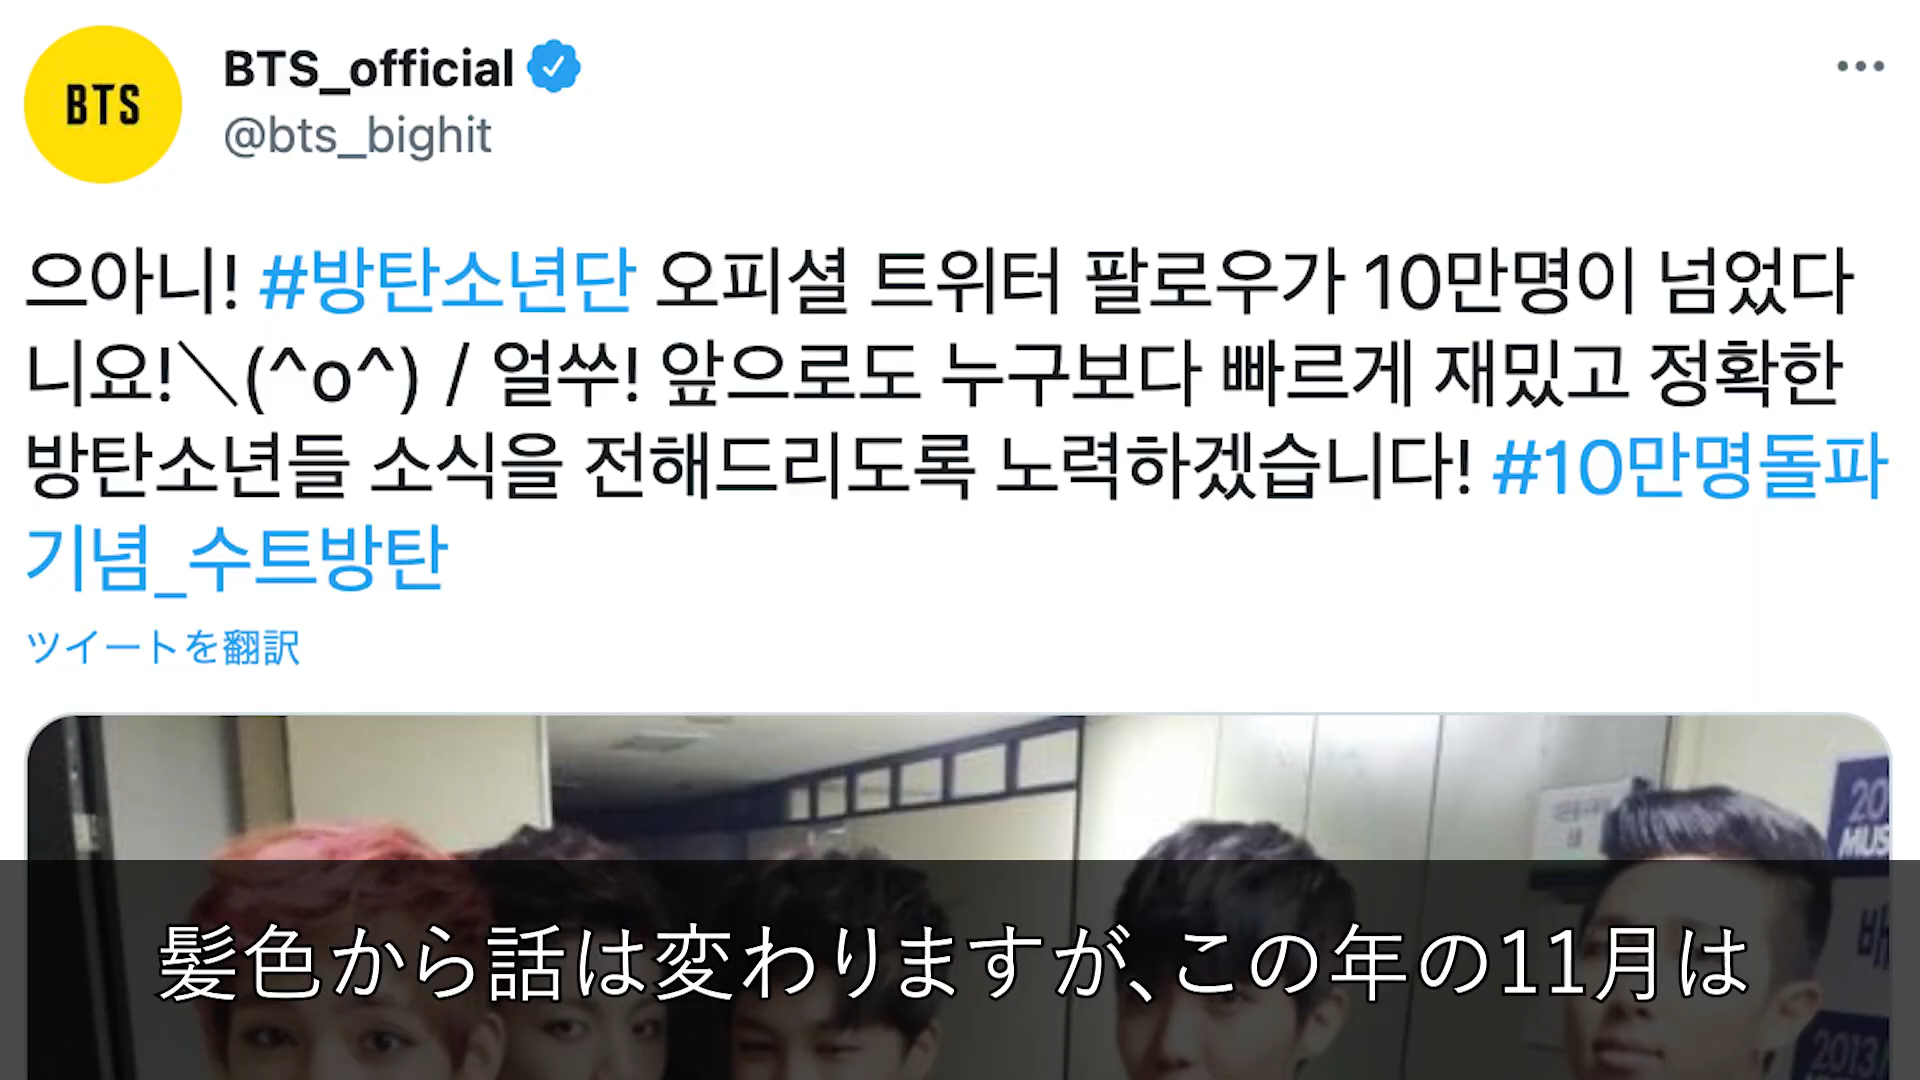 BTS
BTS_official
@bts_bighit
으아니! #방탄소년단 오피셜 트위터 팔로우가 10만명이 넘었다
니요!＼(^o^) / 얼쑤! 앞으로도 누구보다 빠르게 재밌고 정확한
방탄소년들 소식을 전해드리도록 노력하겠습니다! #10만명돌파
기념_수트방탄
ツイートを翻訳
20
MUS
2013/
髪色から話は変わりますが、この年の11月は